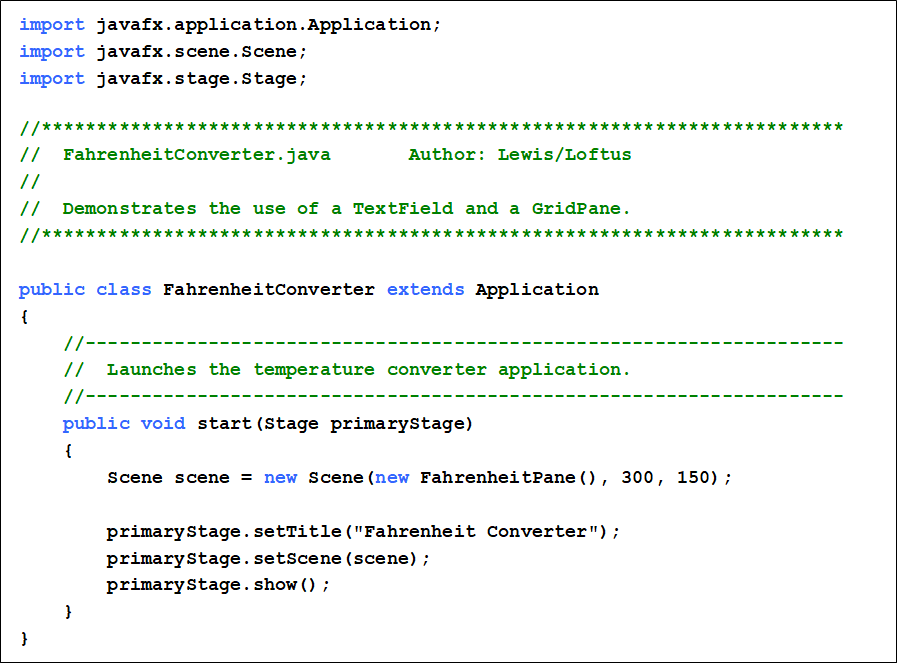 import javafx.application.Application;
import javafx.scene.Scene;
import javafx.stage.Stage;

//************************************************************************
//  FahrenheitConverter.java       Author: Lewis/Loftus
//
//  Demonstrates the use of a TextField and a GridPane.
//************************************************************************

public class FahrenheitConverter extends Application
{
    //--------------------------------------------------------------------
    //  Launches the temperature converter application.
    //--------------------------------------------------------------------
    public void start(Stage primaryStage)
    {
        Scene scene = new Scene(new FahrenheitPane(), 300, 150);

        primaryStage.setTitle("Fahrenheit Converter");
        primaryStage.setScene(scene);
        primaryStage.show();
    }
}